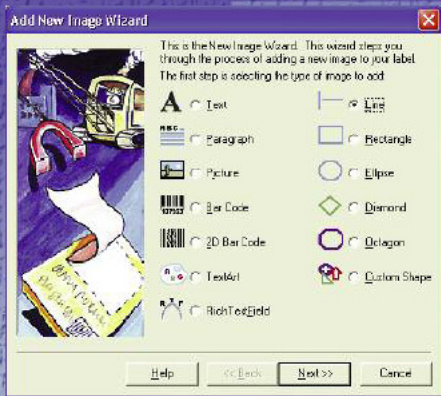 Add New Image Wizard
This is the New Image Wizard. This wizard steps you
through the process of adding a new image to your label.
The first step is selecting the type of image to add:
A Text
Line
ABC Paragraph
Rectangle
Picture
Ellipse
Bar Code
Diamond
2D Bar Code
Octagon
TextArt
Custom Shape
RTF RichTextField
Help
<< Back
Next >>
Cancel